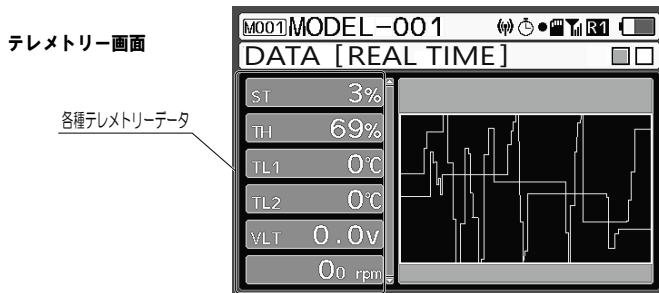 テレメトリー画面
M001 MODEL-001 R1
DATA [REAL TIME]
各種テレメトリーデータ
ST 3%
TH 69%
TL1 0℃
TL2 0℃
VLT 0.0v
00 rpm